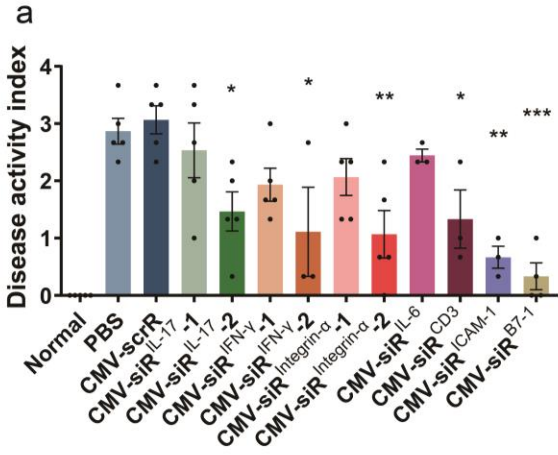 a
Disease activity index
4
3
2
1
0
*
*
**
*
**
***
Normal
PBS
CMV-scrR
CMV-siR^IL-17-1
CMV-siR^IL-17-2
CMV-siR^IFN-γ-1
CMV-siR^IFN-γ-2
CMV-siR^Integrin-α-1
CMV-siR^Integrin-α-2
CMV-siR^IL-6
CMV-siR^CD3
CMV-siR^ICAM-1
CMV-siR^B7-1